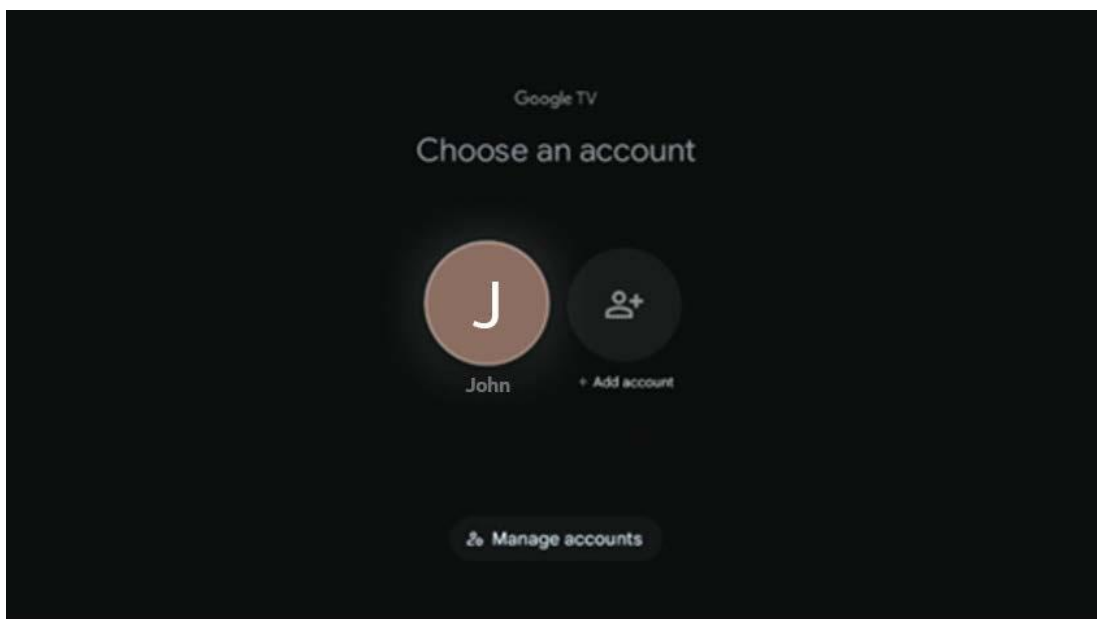 Google TV
Choose an account
J
John
+ Add account
Manage accounts